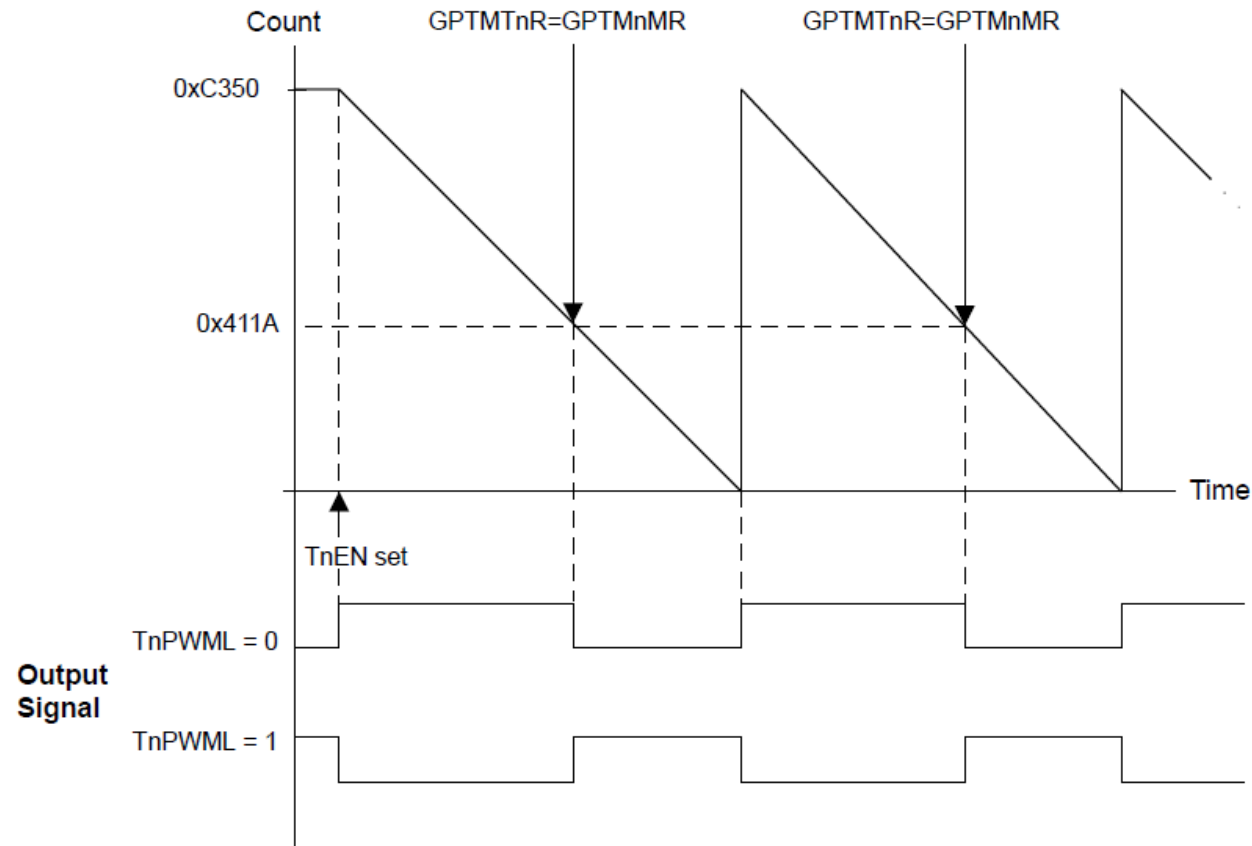 Count
GPTMTnR=GPTMnMR
GPTMTnR=GPTMnMR
0xC350
0x411A
Time
TnEN set
TnPWML = 0
Output
Signal
TnPWML = 1